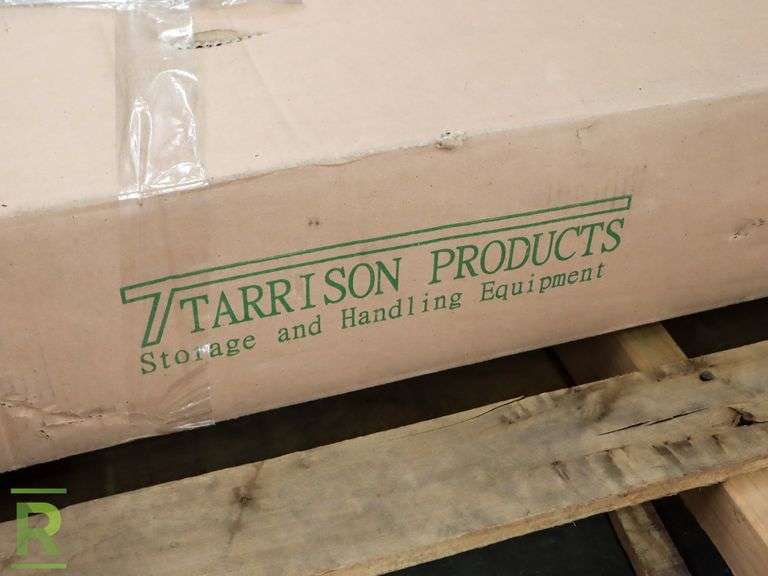 TARRISON PRODUCTS
Storage and Handling Equipment
R